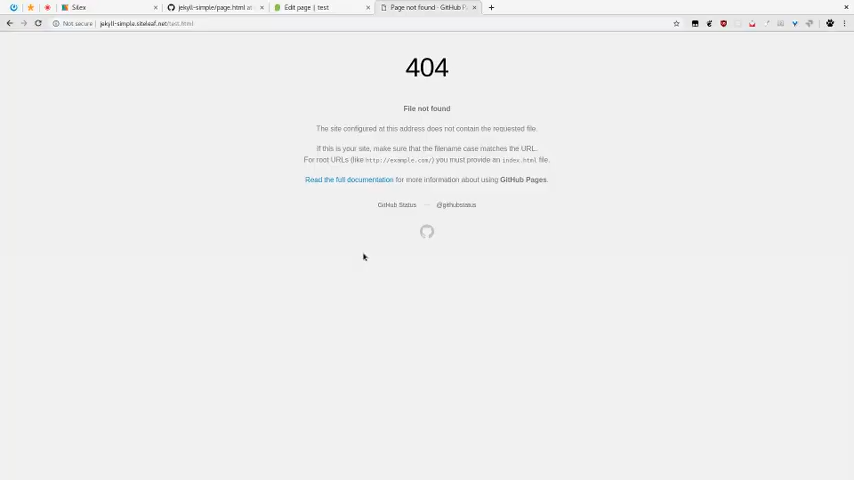 Silex
jekyll-simple/page.html at
Edit page | test
Page not found · GitHub P
Not secure | jekyll-simple.siteleaf.net/test.html
404
File not found
The site configured at this address does not contain the requested file.
If this is your site, make sure that the filename case matches the URL.
For root URLs (like http://example.com/) you must provide an index.html file.
Read the full documentation for more information about using GitHub Pages.
GitHub Status — @githubstatus